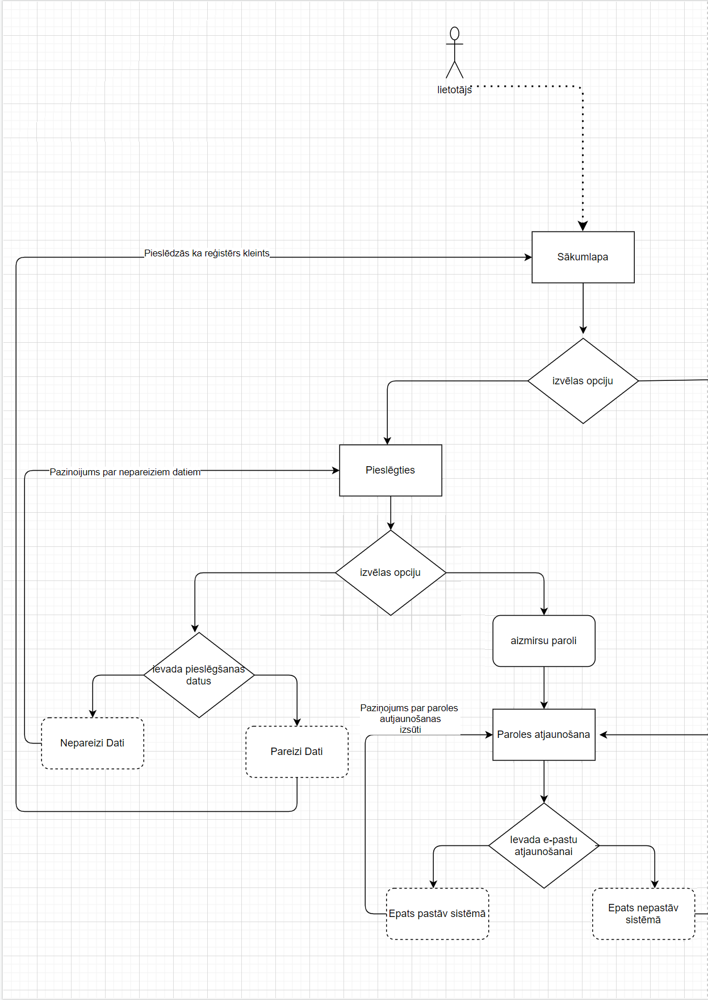 lietotājs
Pieslēdzās ka reģistērs kleints
Sākumlapa
izvēlas opciju
Pieslēgties
Pazinoijums par nepareiziem datiem
izvēlas opciju
aizmirsu paroli
ievada pieslēgšanas
datus
Paziņojums par paroles
autjaunošanas
izsūti
Paroles atjaunošana
Nepareizi Dati
Pareizi Dati
Ievada e-pastu
atjaunošanai
Epats pastāv sistēmā
Epats nepastāv
sistēmā